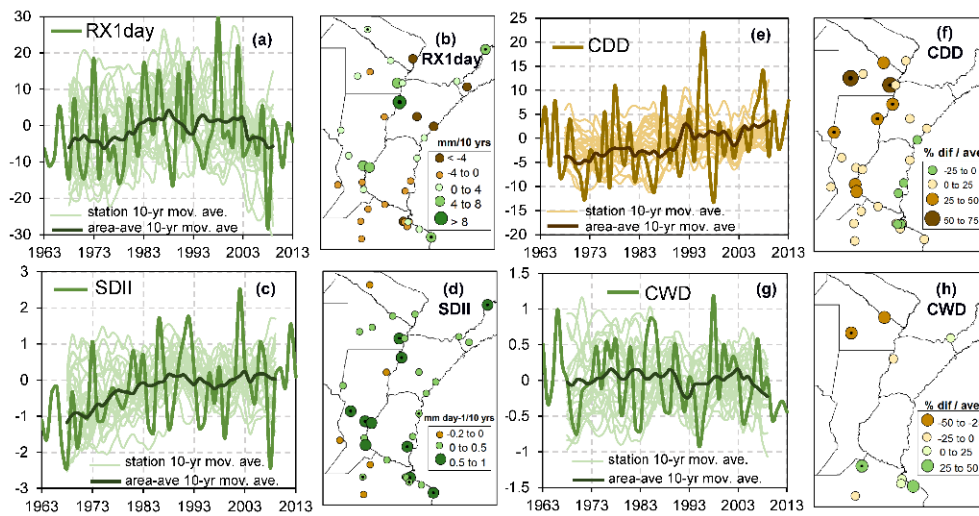 RX1day
(a)
30
20
10
0
-10
-20
-30
station 10-yr mov. ave.
area-ave 10-yr mov. ave.
1963 1973 1983 1993 2003 2013
(b)
RX1day
mm/10 yrs
< -4
-4 to 0
0 to 4
4 to 8
> 8
CDD
(e)
25
20
15
10
5
0
-5
-10
-15
-20
station 10-yr mov. ave.
area-ave 10-yr mov. ave.
1963 1973 1983 1993 2003 2013
(f)
CDD
% dif / ave
-25 to 0
0 to 25
25 to 50
50 to 75
SDII
(c)
3
2
1
0
-1
-2
-3
station 10-yr mov. ave.
area-ave 10-yr mov. ave.
1963 1973 1983 1993 2003 2013
(d)
SDII
mm day-1/10 yrs
-0.2 to 0
0 to 0.5
0.5 to 1
CWD
(g)
1.5
1
0.5
0
-0.5
-1
-1.5
station 10-yr mov. ave.
area-ave 10-yr mov. ave.
1963 1973 1983 1993 2003 2013
(h)
CWD
% dif / ave
-50 to -2
-25 to 0
0 to 25
25 to 50